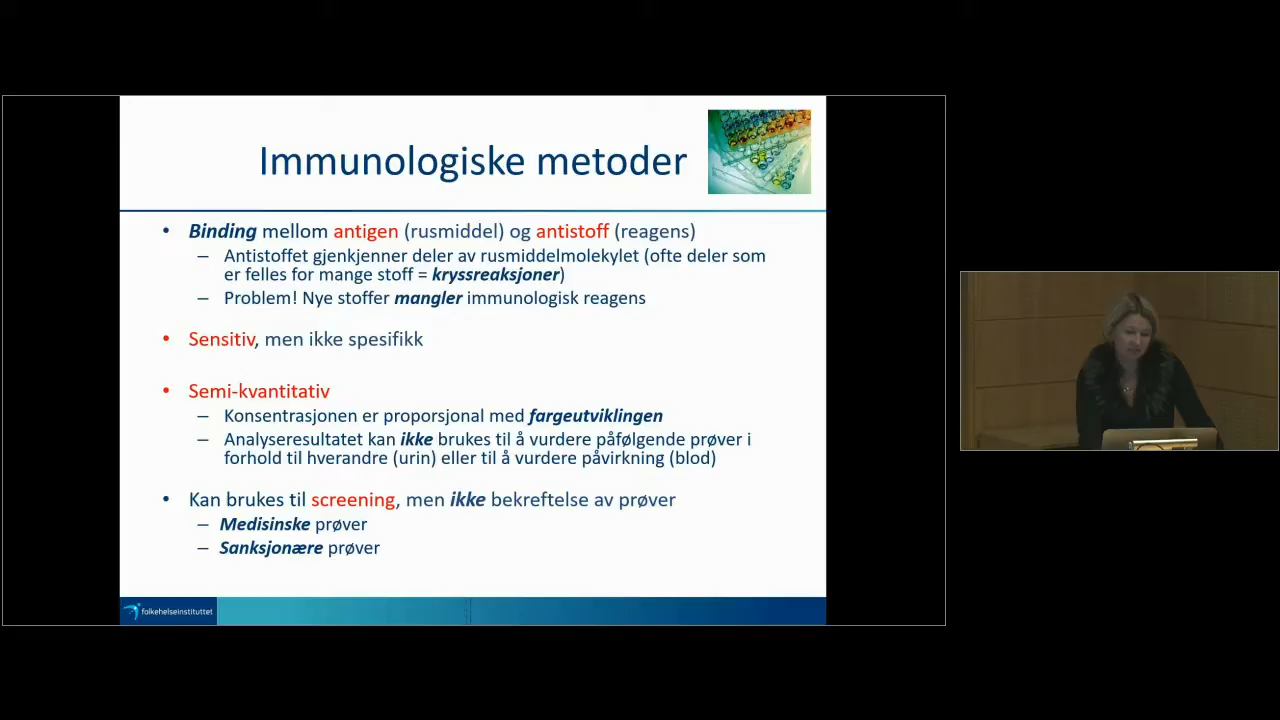 Immunologiske metoder
• Binding mellom antigen (rusmiddel) og antistoff (reagens)
– Antistoffet gjenkjenner deler av rusmiddelmolekylet (ofte deler som
er felles for mange stoff = kryssreaksjoner)
– Problem! Nye stoffer mangler immunologisk reagens
• Sensitiv, men ikke spesifikk
• Semi-kvantitativ
– Konsentrasjonen er proporsjonal med fargeutviklingen
– Analyseresultatet kan ikke brukes til å vurdere påfølgende prøver i
forhold til hverandre (urin) eller til å vurdere påvirkning (blod)
• Kan brukes til screening, men ikke bekreftelse av prøver
– Medisinske prøver
– Sanksjonære prøver
folkehelseinstituttet